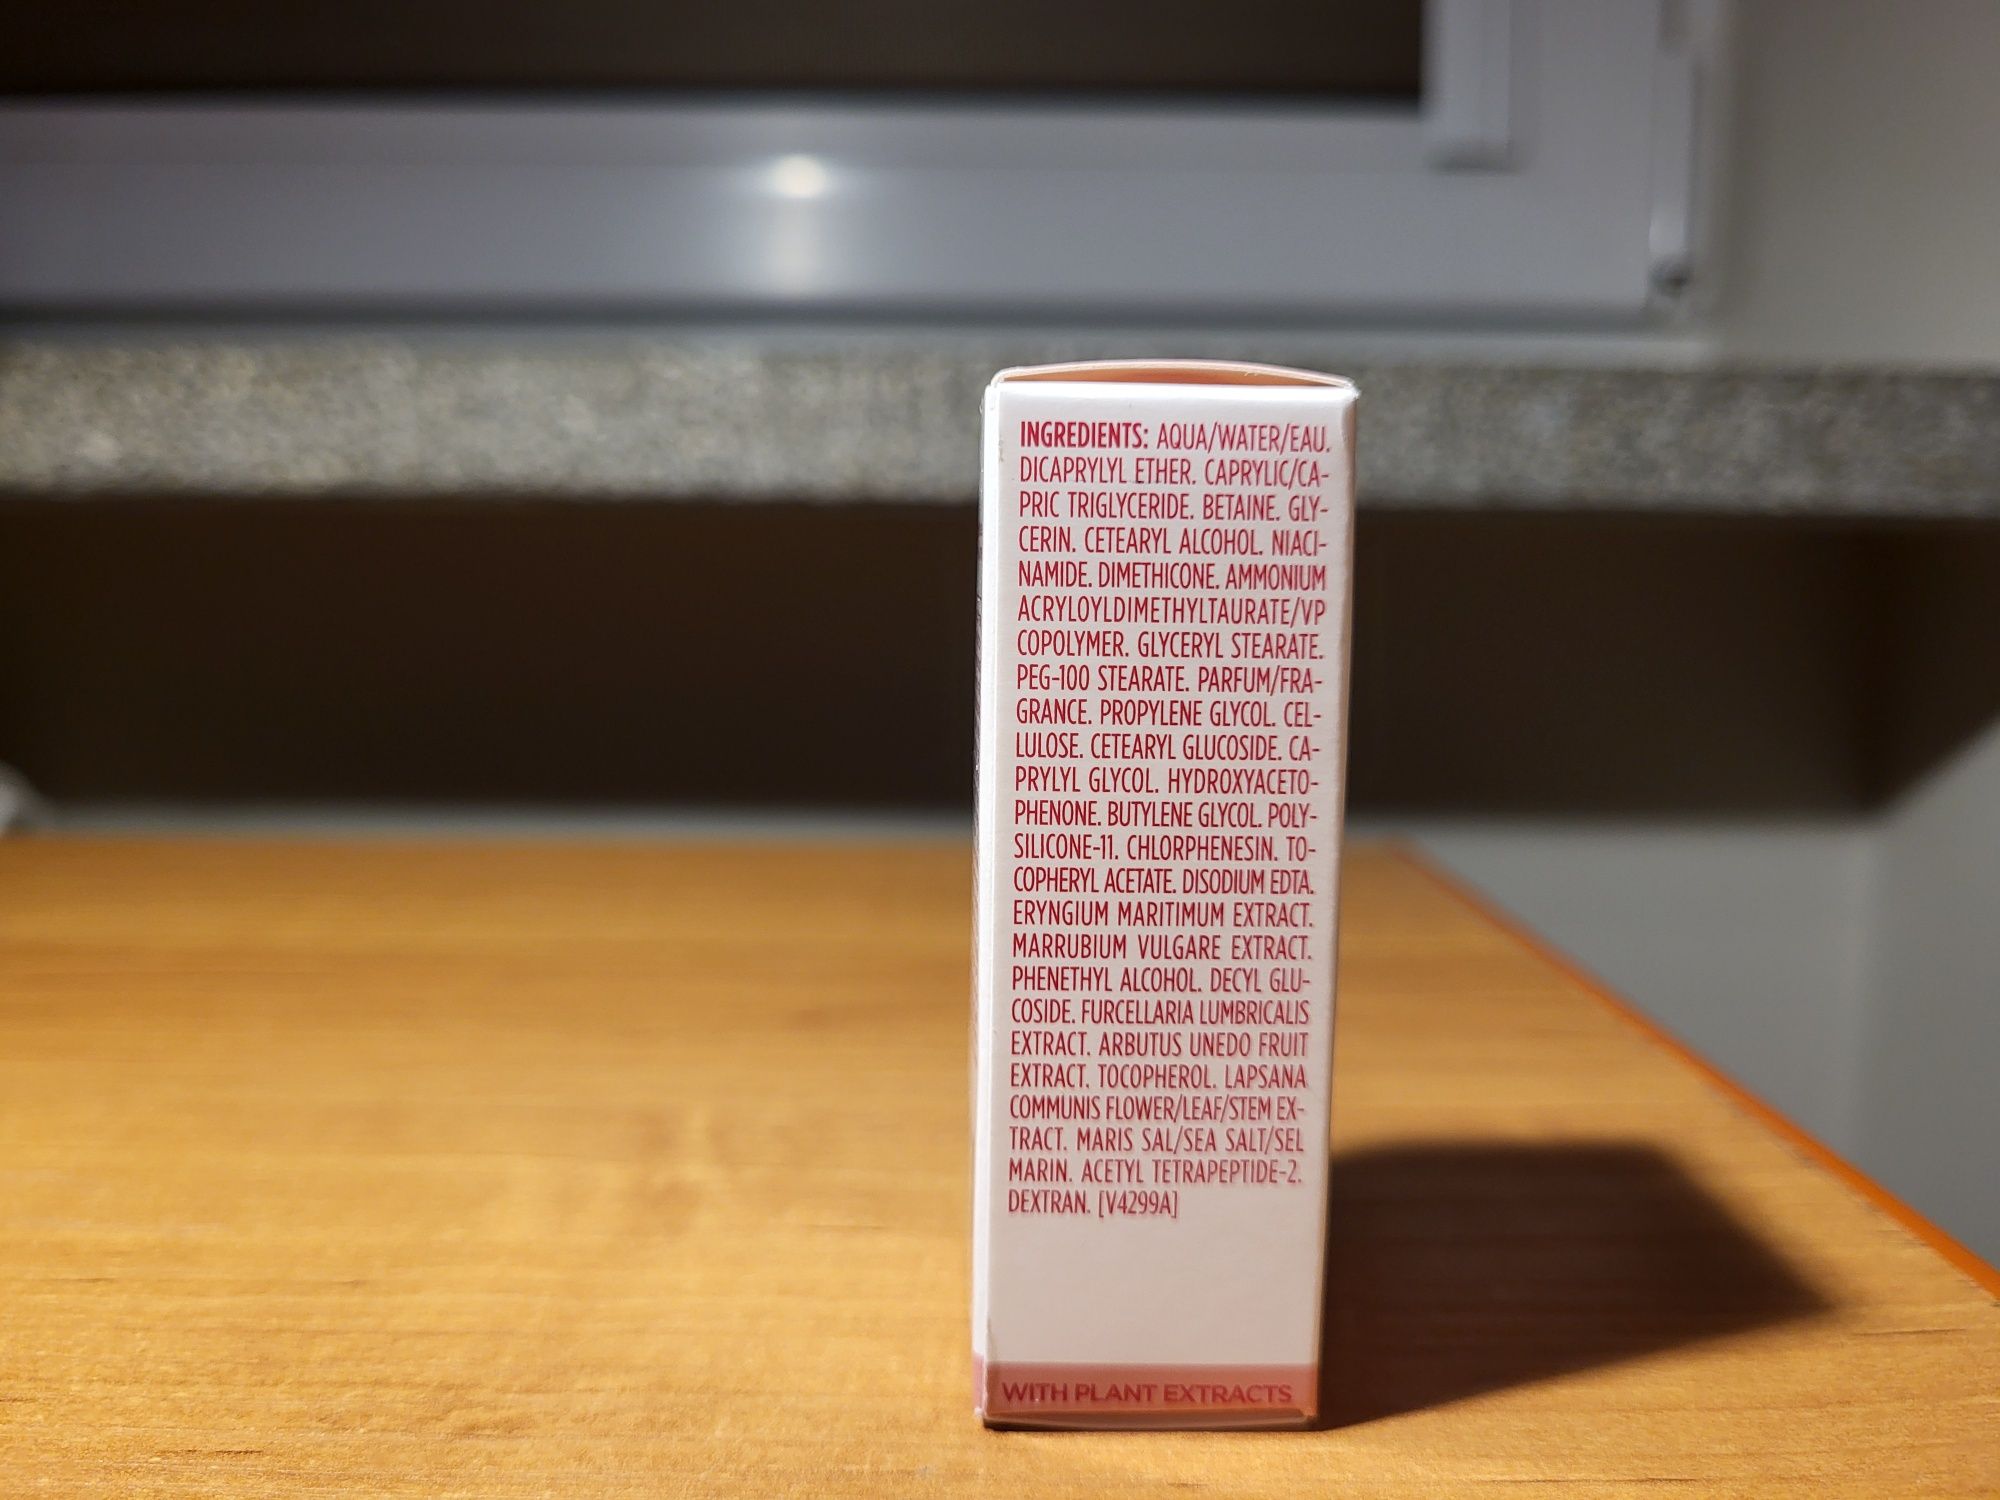 INGREDIENTS: AQUA/WATER/EAU.
DICAPRYLYL ETHER. CAPRYLIC/CA-
PRIC TRIGLYCERIDE. BETAINE. GLY-
CERIN. CETEARYL ALCOHOL. NIACI-
NAMIDE. DIMETHICONE. AMMONIUM
ACRYLOYLDIMETHYLTAURATE/VP
COPOLYMER. GLYCERYL STEARATE.
PEG-100 STEARATE. PARFUM/FRA-
GRANCE. PROPYLENE GLYCOL. CEL-
LULOSE. CETEARYL GLUCOSIDE. CA-
PRYLYL GLYCOL. HYDROXYACETO-
PHENONE. BUTYLENE GLYCOL. POLY-
SILICONE-11. CHLORPHENESIN. TO-
COPHERYL ACETATE. DISODIUM EDTA.
ERYNGIUM MARITIMUM EXTRACT.
MARRUBIUM VULGARE EXTRACT.
PHENETHYL ALCOHOL. DECYL GLU-
COSIDE. FURCELLARIA LUMBRICALIS
EXTRACT. ARBUTUS UNEDO FRUIT
EXTRACT. TOCOPHEROL. LAPSANA
COMMUNIS FLOWER/LEAF/STEM EX-
TRACT. MARIS SAL/SEA SALT/SEL
MARIN. ACETYL TETRAPEPTIDE-2.
DEXTRAN. [V4299A]
WITH PLANT EXTRACTS